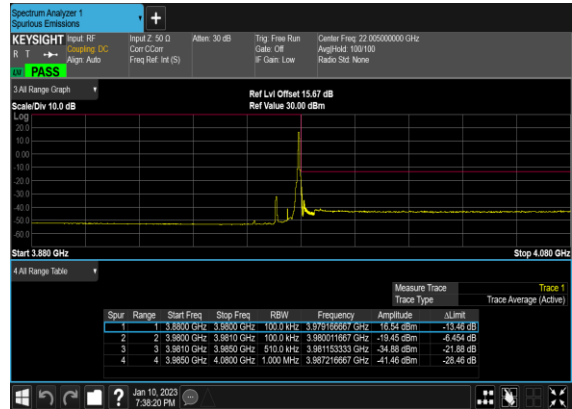 Spectrum Analyzer 1
Spurious Emissions
KEYSIGHT Input: RF Input Z: 50 Ω Atten: 30 dB Trig: Free Run Center Freq: 22.005000000 GHz
R T Coupling: DC Corr CCorr Gate: Off Avg|Hold: 100/100
Align: Auto Freq Ref: Int (S) IF Gain: Low Radio Std: None
PASS
3 All Range Graph
Ref Lvl Offset 15.67 dB
Scale/Div 10.0 dB Ref Value 30.00 dBm
Log
20.0
10.0
0.00
-10.0
-20.0
-30.0
-40.0
-50.0
-60.0
Start 3.880 GHz Stop 4.080 GHz
4 All Range Table
Measure Trace Trace 1
Trace Type Trace Average (Active)
Spur Range Start Freq Stop Freq RBW Frequency Amplitude ΔLimit
1 1 3.8800 GHz 3.9800 GHz 100.0 kHz 3.979166667 GHz 16.54 dBm -13.46 dB
2 2 3.9800 GHz 3.9810 GHz 100.0 kHz 3.980011667 GHz -19.45 dBm -6.454 dB
3 3 3.9810 GHz 3.9850 GHz 510.0 kHz 3.981153333 GHz -34.88 dBm -21.88 dB
4 4 3.9850 GHz 4.0800 GHz 1.000 MHz 3.987216667 GHz -41.46 dBm -28.46 dB
Jan 10, 2023
7:38:20 PM